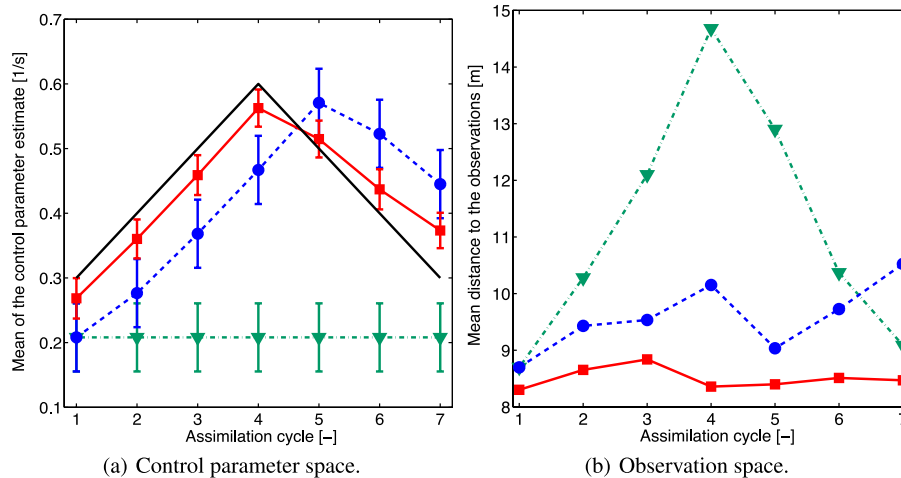 0.7
0.6
0.5
0.4
0.3
0.2
0.1
Mean of the control parameter estimate [1/s]
1 2 3 4 5 6 7
Assimilation cycle [–]
(a) Control parameter space.
15
14
13
12
11
10
9
8
Mean distance to the observations [m]
1 2 3 4 5 6 7
Assimilation cycle [–]
(b) Observation space.